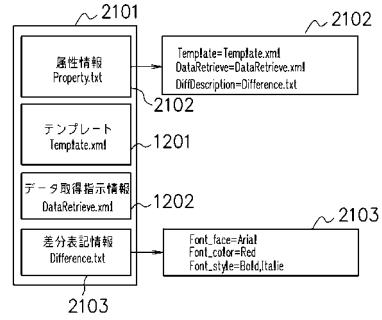 2101
属性情報
Property.txt
2102
2102
Template=Template.xml
DataRetrieve=DataRetrieve.xml
DiffDescription=Difference.txt
テンプレート
Template.xml
1201
データ取得指示情報
DataRetrieve.xml
1202
差分表記情報
Difference.txt
2103
2103
Font_face=Arial
Font_color=Red
Font_style=Bold,Italie